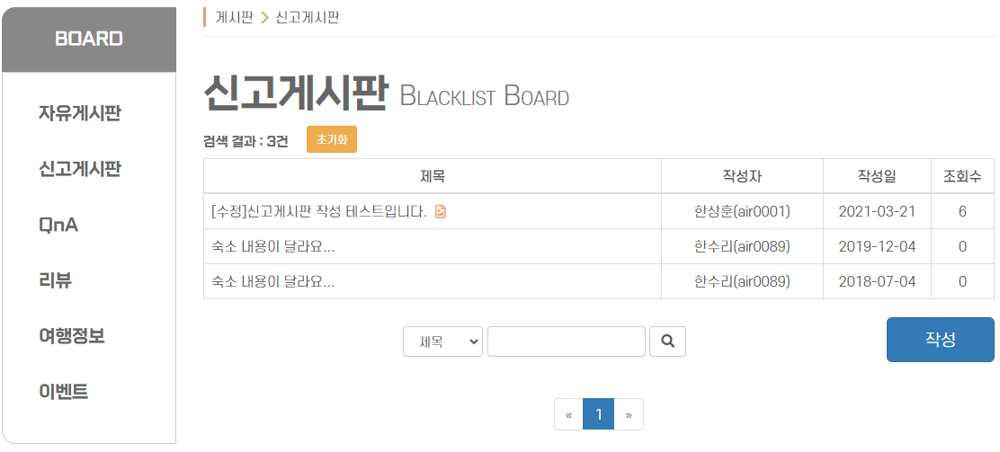 BOARD
자유게시판
신고게시판
QnA
리뷰
여행정보
이벤트
게시판 > 신고게시판
신고게시판 BLACKLIST BOARD
검색 결과 : 3건 초기화
제목 작성자 작성일 조회수
[수정]신고게시판 작성 테스트입니다. 한상훈(air0001) 2021-03-21 6
숙소 내용이 달라요... 한수리(air0089) 2019-12-04 0
숙소 내용이 달라요... 한수리(air0089) 2018-07-04 0
제목 작성
« 1 »